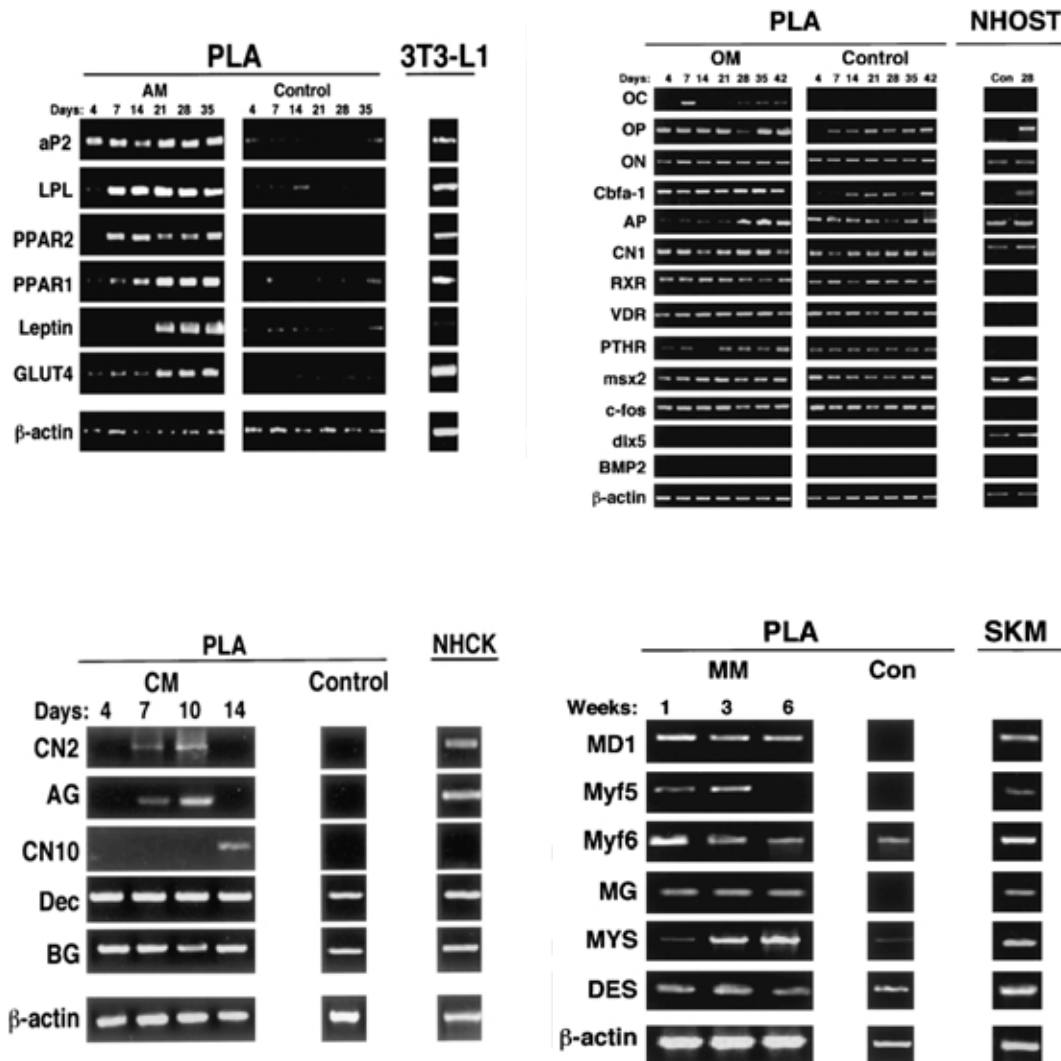 PLA 3T3-L1
AM Control
Days: 4 7 14 21 28 35 4 7 14 21 28 35
aP2
LPL
PPAR2
PPAR1
Leptin
GLUT4
β-actin
PLA NHOST
OM Control
Days: 4 7 14 21 28 35 42 4 7 14 21 28 35 42 Con 28
OC
OP
ON
Cbfa-1
AP
CN1
RXR
VDR
PTHR
msx2
c-fos
dlx5
BMP2
β-actin
PLA NHCK
CM Control
Days: 4 7 10 14
CN2
AG
CN10
Dec
BG
β-actin
PLA SKM
MM Con
Weeks: 1 3 6
MD1
Myf5
Myf6
MG
MYS
DES
β-actin